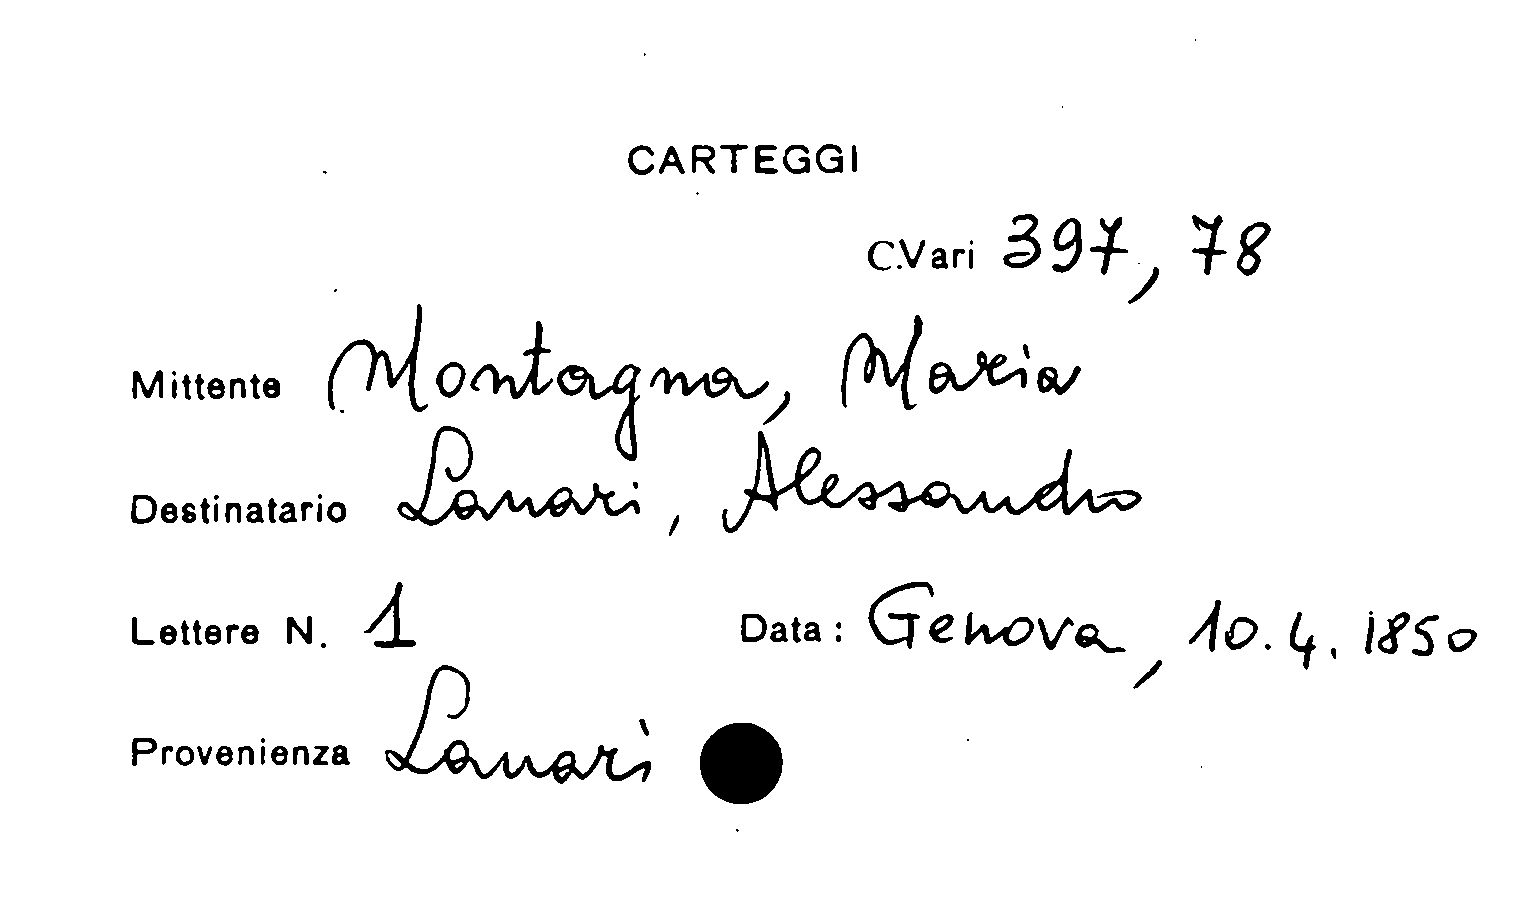 CARTEGGI
C.Vari 397, 78
Mittente Montagna, Maria
Destinatario Lanari, Alessandro
Lettere N. 1 Data: Genova, 10.4.1850
Provenienza Lanari